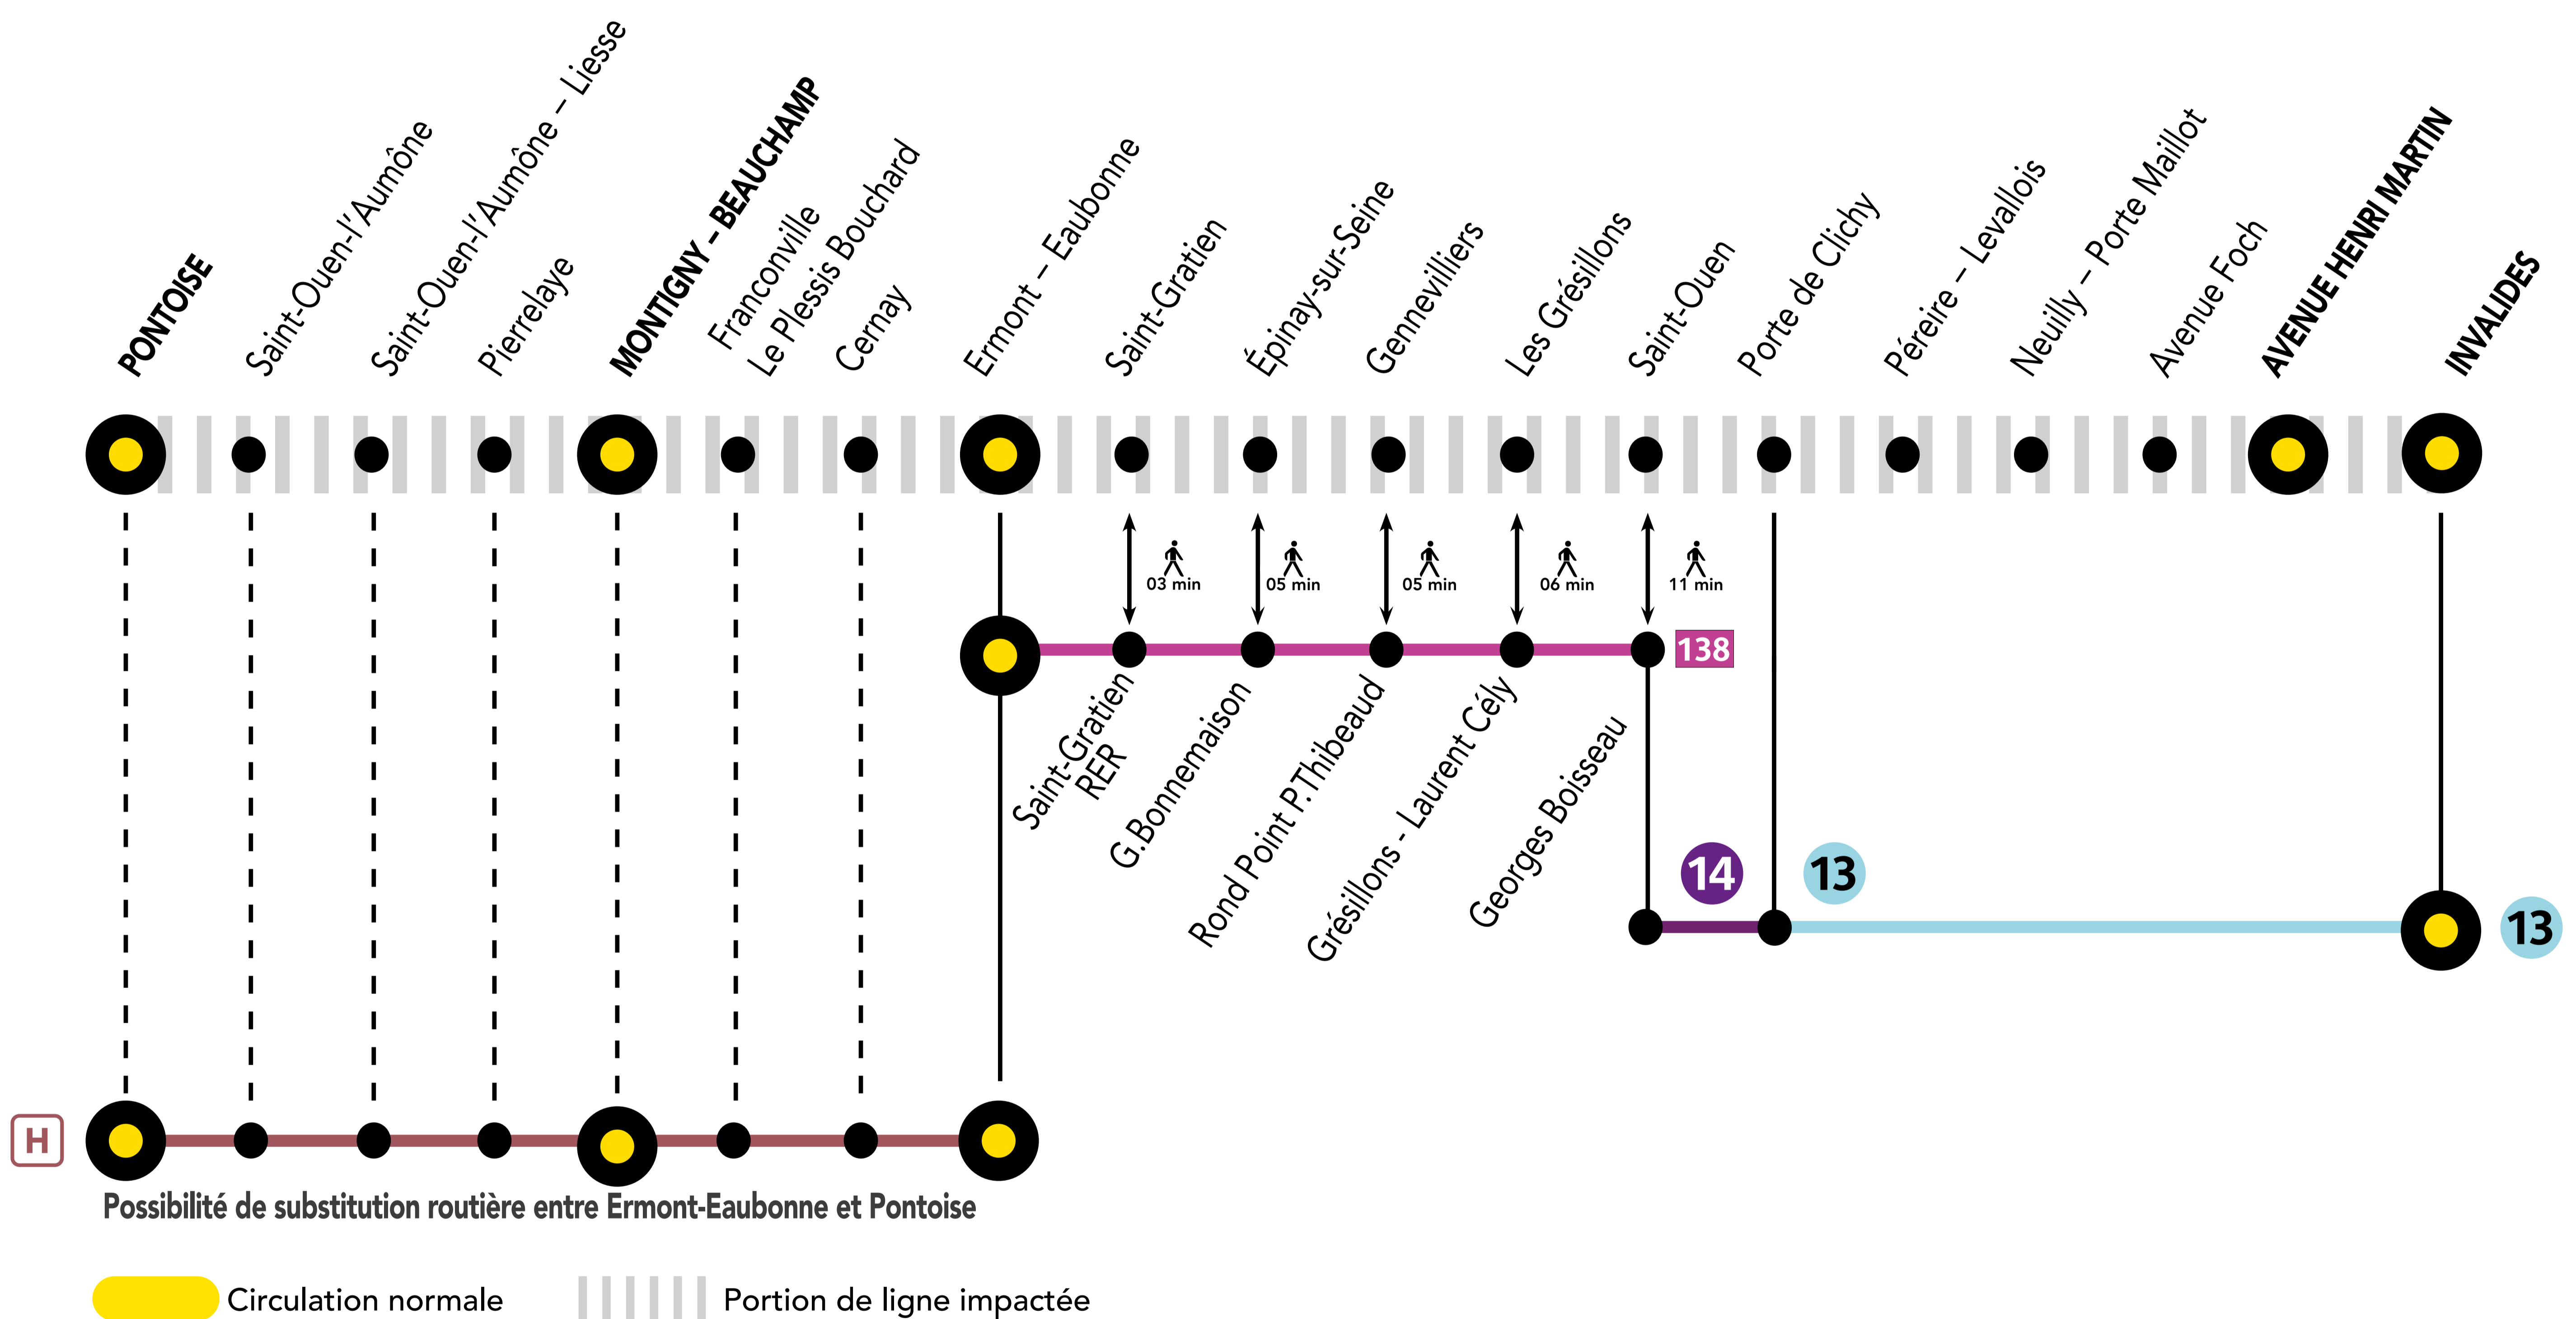 PONTOISE
Saint-Ouen-l'Aumône
Saint-Ouen-l'Aumône – Liesse
Pierrelaye
MONTIGNY – BEAUCHAMP
Franconville
Le Plessis Bouchard
Cernay
Ermont – Eaubonne
Saint-Gratien
Épinay-sur-Seine
Gennevilliers
Les Grésillons
Saint-Ouen
Porte de Clichy
Péreire – Levallois
Neuilly – Porte Maillot
Avenue Foch
AVENUE HENRI MARTIN
INVALIDES
03 min
05 min
05 min
06 min
11 min
138
Saint-Gratien
RER
G.Bonnemaison
Rond Point P.Thibeaud
Grésillons - Laurent Cély
Georges Boisseau
14
13
13
H
Possibilité de substitution routière entre Ermont-Eaubonne et Pontoise
Circulation normale
Portion de ligne impactée